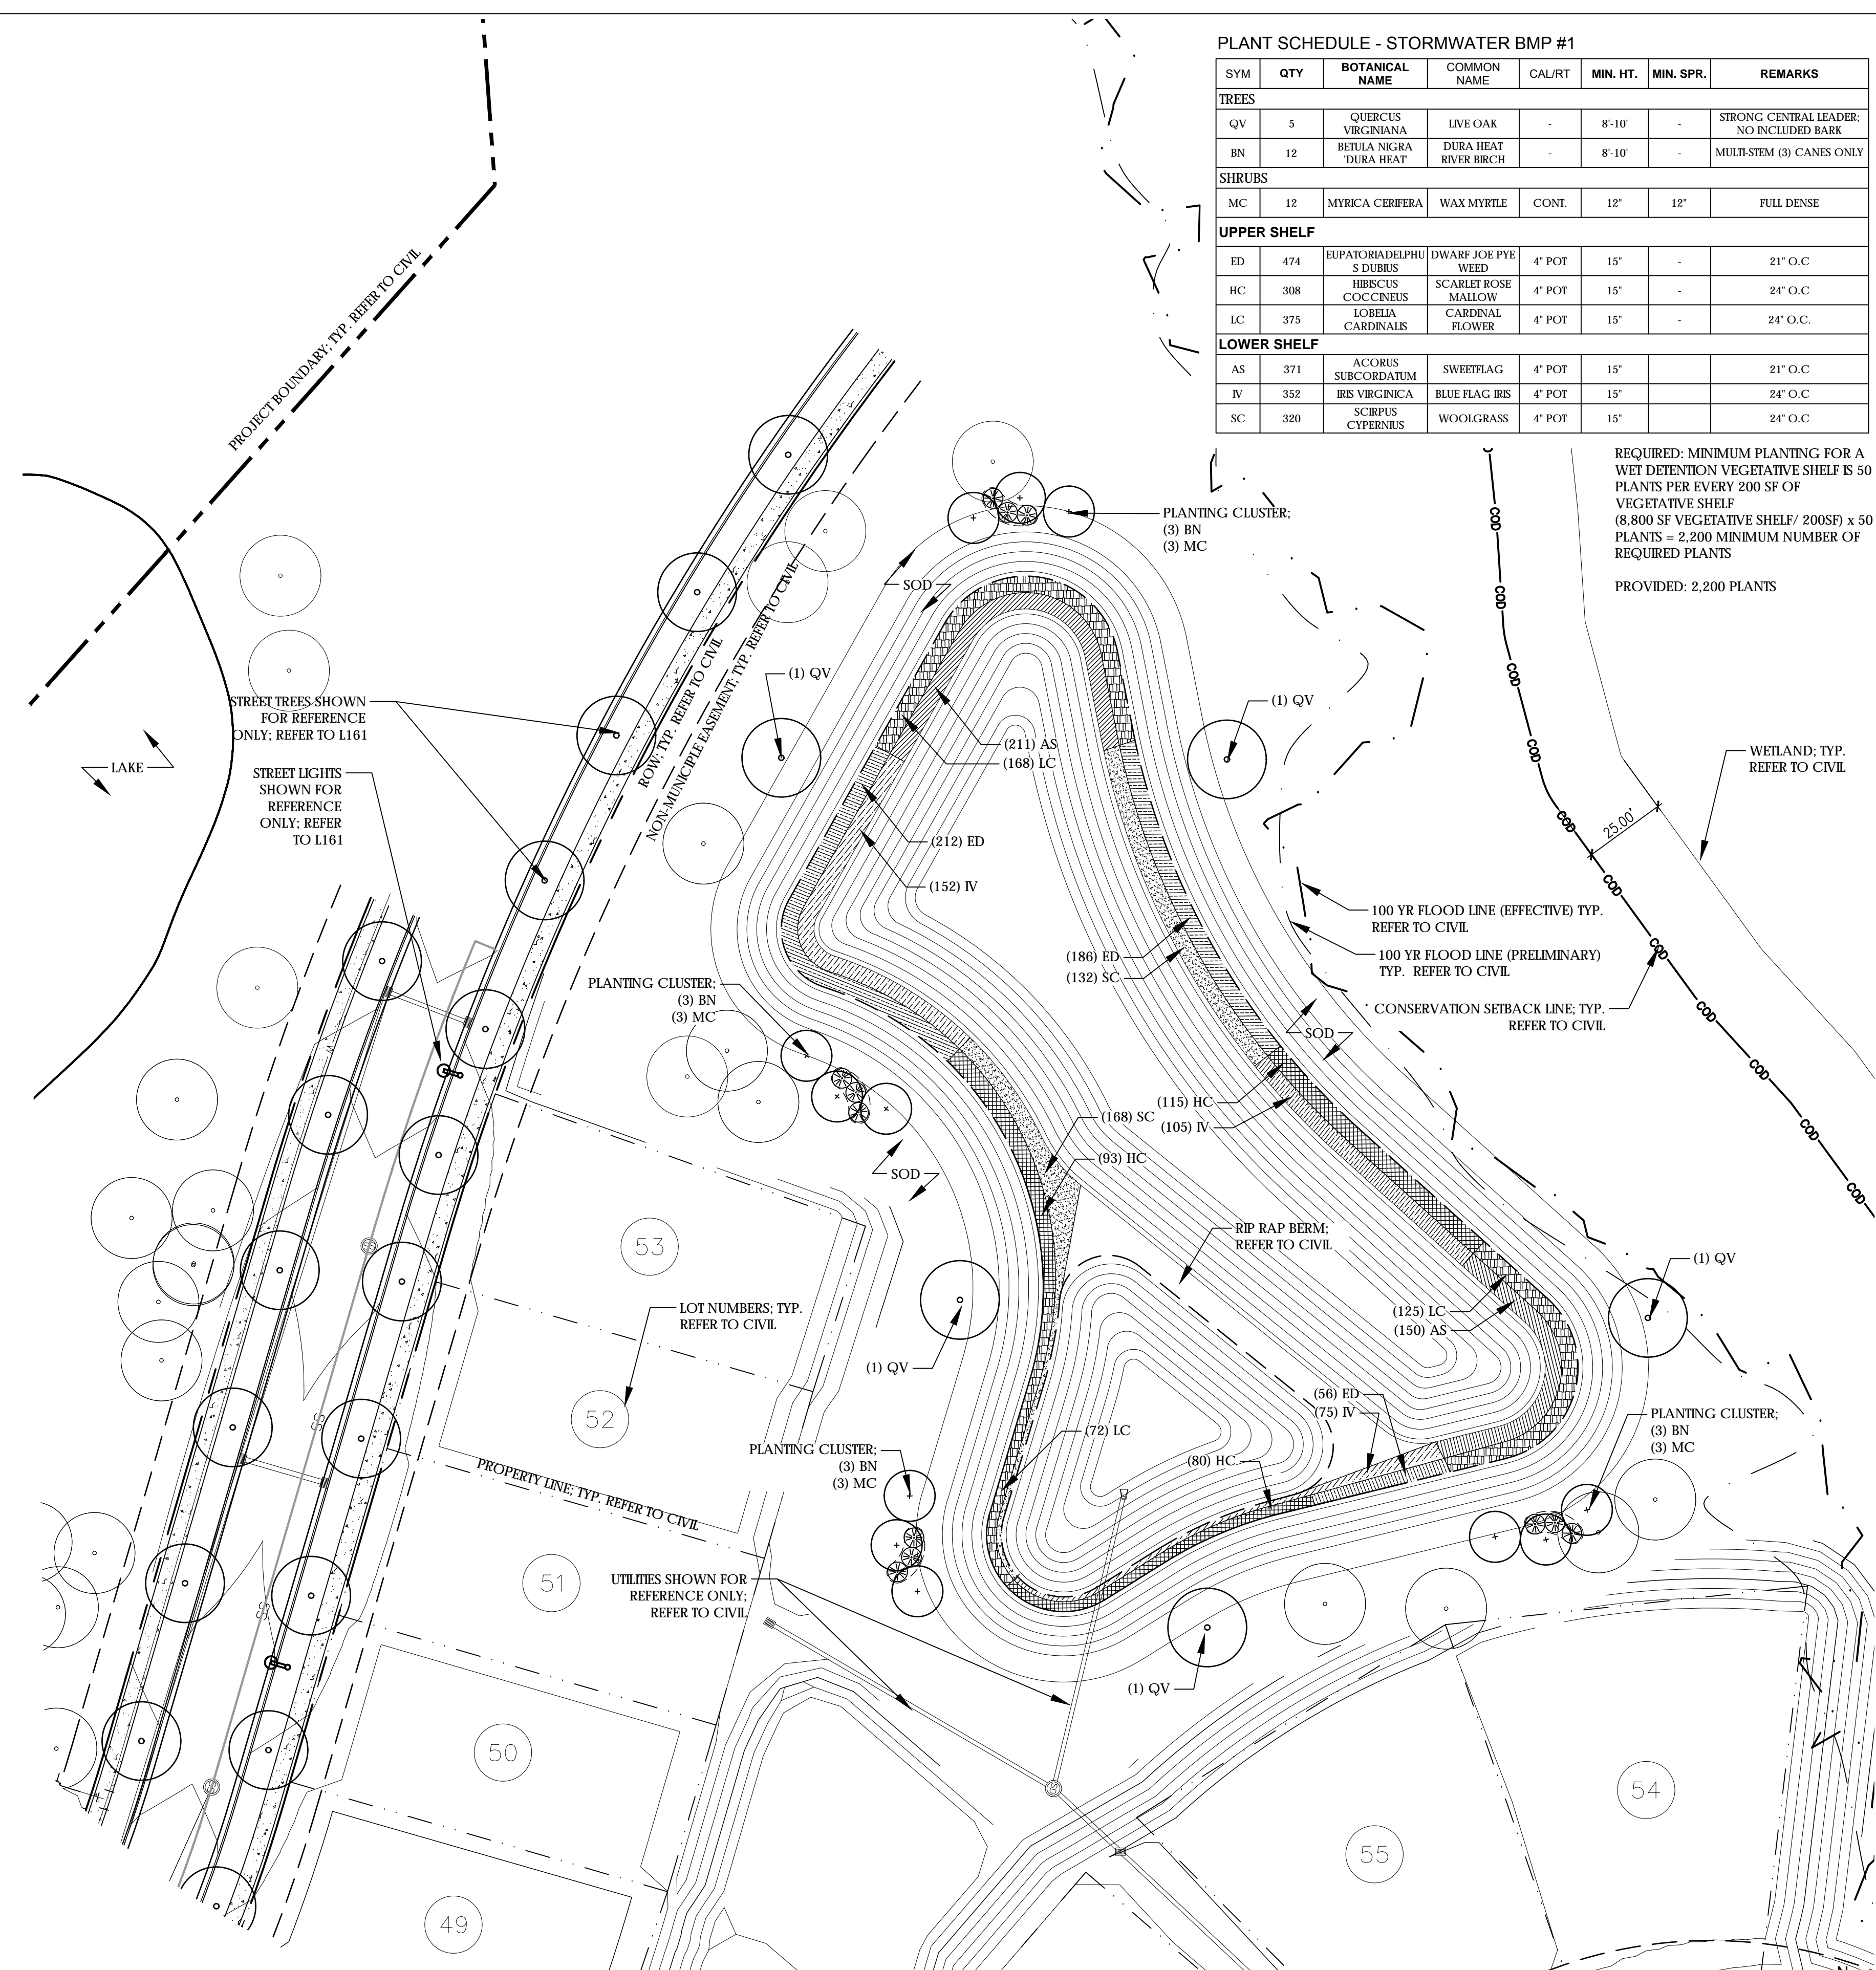 PLANT SCHEDULE - STORMWATER BMP #1
SYM QTY BOTANICAL NAME COMMON NAME CAL/RT MIN. HT. MIN. SPR. REMARKS
TREES
QV 5 QUERCUS VIRGINIANA LIVE OAK - 8'-10' - STRONG CENTRAL LEADER; NO INCLUDED BARK
BN 12 BETULA NIGRA 'DURA HEAT' DURA HEAT RIVER BIRCH - 8'-10' - MULTI-STEM (3) CANES ONLY
SHRUBS
MC 12 MYRICA CERIFERA WAX MYRTLE CONT. 12" 12" FULL DENSE
UPPER SHELF
ED 474 EUPATORIADELPHU S DUBIUS DWARF JOE PYE WEED 4" POT 15" - 21" O.C
HC 308 HIBISCUS COCCINEUS SCARLET ROSE MALLOW 4" POT 15" - 24" O.C
LC 375 LOBELIA CARDINALIS CARDINAL FLOWER 4" POT 15" - 24" O.C.
LOWER SHELF
AS 371 ACORUS SUBCORDATUM SWEETFLAG 4" POT 15" 21" O.C
IV 352 IRIS VIRGINICA BLUE FLAG IRIS 4" POT 15" 24" O.C
SC 320 SCIRPUS CYPERNIUS WOOLGRASS 4" POT 15" 24" O.C
REQUIRED: MINIMUM PLANTING FOR A
WET DETENTION VEGETATIVE SHELF IS 50
PLANTS PER EVERY 200 SF OF
VEGETATIVE SHELF
(8,800 SF VEGETATIVE SHELF/ 200SF) x 50
PLANTS = 2,200 MINIMUM NUMBER OF
REQUIRED PLANTS
PROVIDED: 2,200 PLANTS
PROJECT BOUNDARY; TYP. REFER TO CIVIL
PLANTING CLUSTER;
(3) BN
(3) MC
SOD
ROW; TYP. REFER TO CIVIL
NON-MUNICIPLE EASEMENT; TYP. REFER TO CIVIL
(1) QV
(1) QV
STREET TREES SHOWN
FOR REFERENCE
ONLY; REFER TO L161
LAKE
STREET LIGHTS
SHOWN FOR
REFERENCE
ONLY; REFER
TO L161
(211) AS
(168) LC
(212) ED
(152) IV
WETLAND; TYP.
REFER TO CIVIL
25.00'
COD
COD
COD
COD
COD
COD
COD
COD
COD
COD
COD
COD
100 YR FLOOD LINE (EFFECTIVE) TYP.
REFER TO CIVIL
100 YR FLOOD LINE (PRELIMINARY)
TYP. REFER TO CIVIL
CONSERVATION SETBACK LINE; TYP.
REFER TO CIVIL
(186) ED
(132) SC
SOD
PLANTING CLUSTER;
(3) BN
(3) MC
(115) HC
(105) IV
(168) SC
(93) HC
SOD
RIP RAP BERM;
REFER TO CIVIL
53
LOT NUMBERS; TYP.
REFER TO CIVIL
(1) QV
(125) LC
(150) AS
(1) QV
52
(56) ED
(75) IV
(72) LC
(80) HC
PLANTING CLUSTER;
(3) BN
(3) MC
PLANTING CLUSTER;
(3) BN
(3) MC
PROPERTY LINE; TYP. REFER TO CIVIL
SS
SS
51
UTILITIES SHOWN FOR
REFERENCE ONLY;
REFER TO CIVIL
(1) QV
50
54
55
49